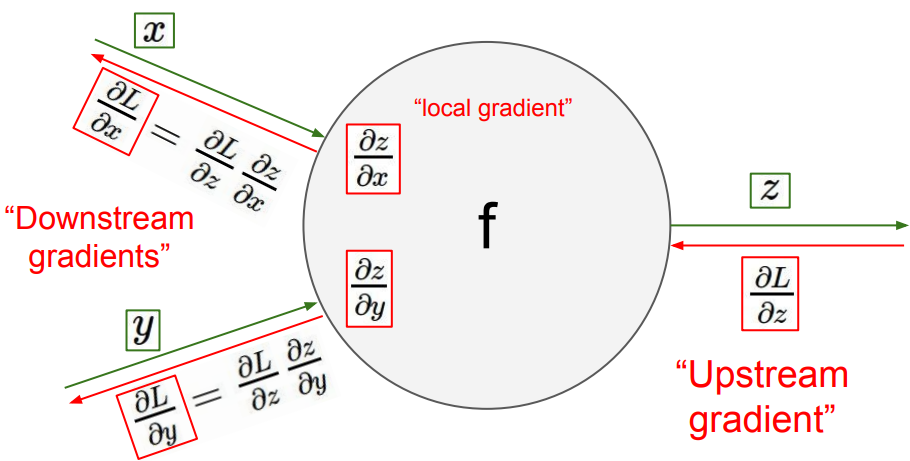 x
∂L/∂x = ∂L/∂z ∂z/∂x
“local gradient”
∂z/∂x
“Downstream
gradients”
f
z
∂z/∂y
∂L/∂z
y
∂L/∂y = ∂L/∂z ∂z/∂y
“Upstream
gradient”